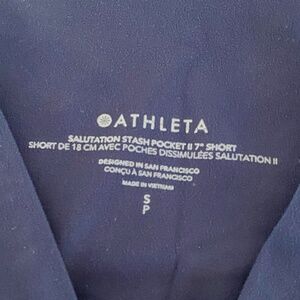 ATHLETA
SALUTATION STASH POCKET II 7" SHORT
SHORT DE 18 CM AVEC POCHES DISSIMULÉES SALUTATION II
DESIGNED IN SAN FRANCISCO
CONÇU À SAN FRANCISCO
MADE IN VIETNAM
S
P